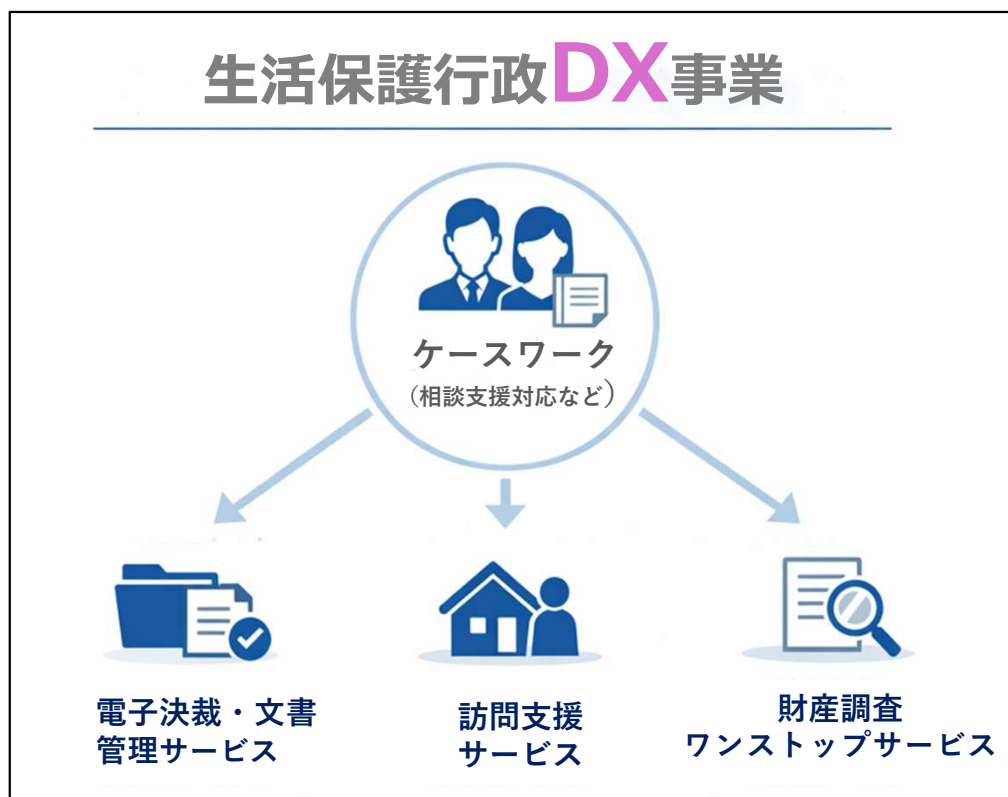 生活保護行政DX事業
ケースワーク
(相談支援対応など)
電子決裁・文書
管理サービス
訪問支援
サービス
財産調査
ワンストップサービス